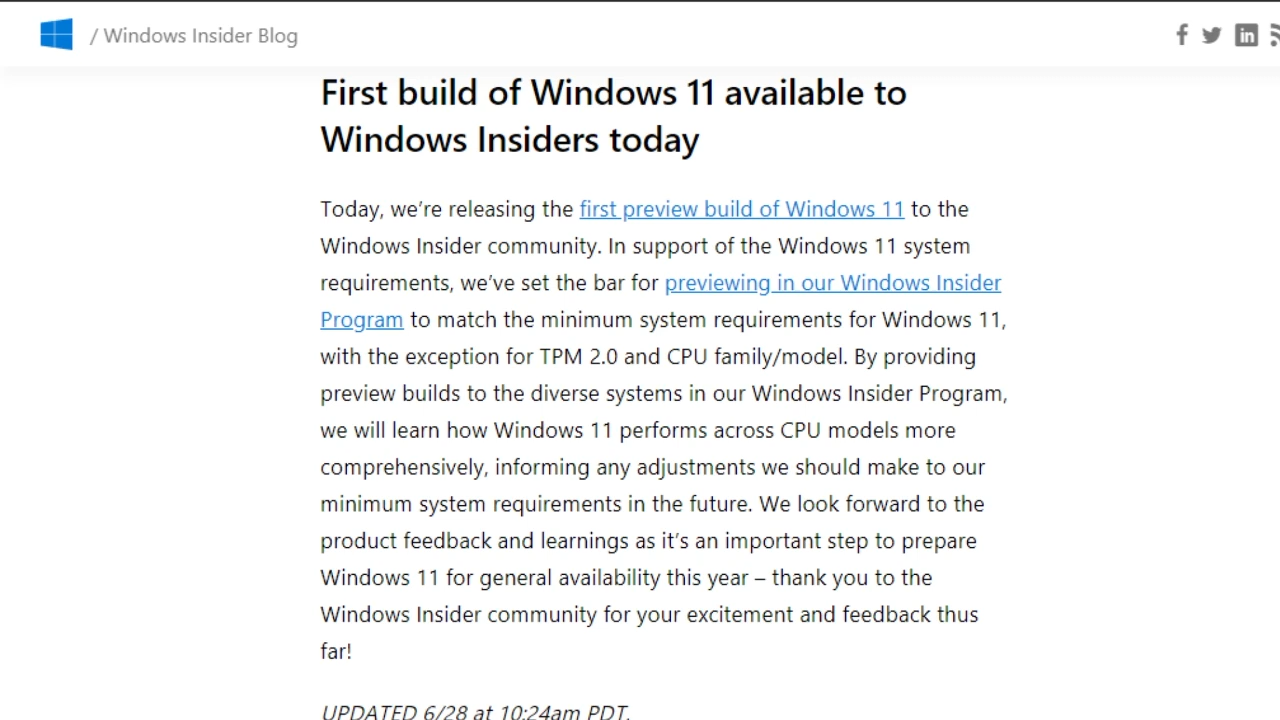 / Windows Insider Blog
First build of Windows 11 available to
Windows Insiders today
Today, we’re releasing the first preview build of Windows 11 to the
Windows Insider community. In support of the Windows 11 system
requirements, we’ve set the bar for previewing in our Windows Insider
Program to match the minimum system requirements for Windows 11,
with the exception for TPM 2.0 and CPU family/model. By providing
preview builds to the diverse systems in our Windows Insider Program,
we will learn how Windows 11 performs across CPU models more
comprehensively, informing any adjustments we should make to our
minimum system requirements in the future. We look forward to the
product feedback and learnings as it’s an important step to prepare
Windows 11 for general availability this year – thank you to the
Windows Insider community for your excitement and feedback thus
far!
UPDATED 6/28 at 10:24am PDT.